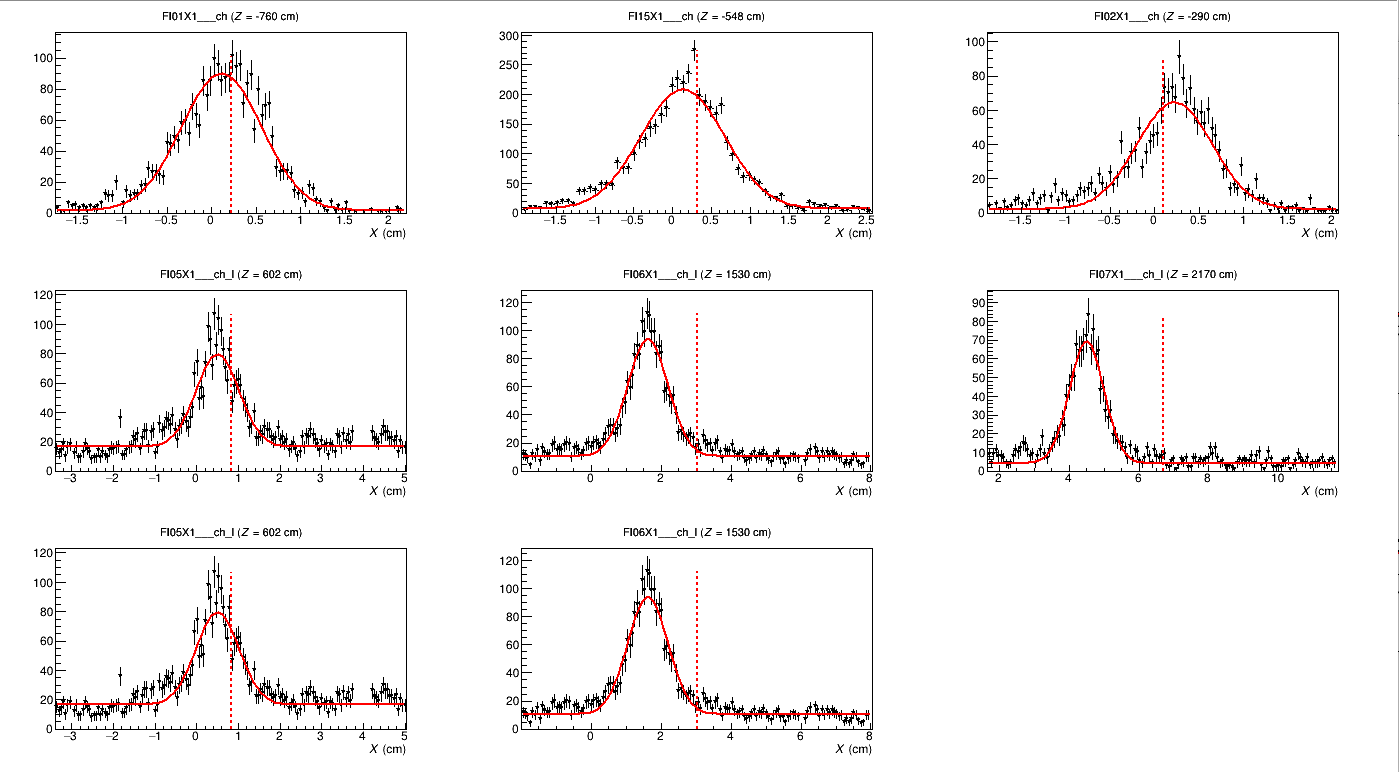 FI01X1___ch (Z = -760 cm)
100
80
60
40
20
0
−1.5 −1 −0.5 0 0.5 1 1.5 2
X (cm)
FI15X1___ch (Z = -548 cm)
300
250
200
150
100
50
0
−1.5 −1 −0.5 0 0.5 1 1.5 2 2.5
X (cm)
FI02X1___ch (Z = -290 cm)
100
80
60
40
20
0
−1.5 −1 −0.5 0 0.5 1 1.5 2
X (cm)
FI05X1___ch_l (Z = 602 cm)
120
100
80
60
40
20
0
−3 −2 −1 0 1 2 3 4 5
X (cm)
FI06X1___ch_l (Z = 1530 cm)
120
100
80
60
40
20
0
0 2 4 6 8
X (cm)
FI07X1___ch_l (Z = 2170 cm)
90
80
70
60
50
40
30
20
10
0
2 4 6 8 10
X (cm)
FI05X1___ch_l (Z = 602 cm)
120
100
80
60
40
20
0
−3 −2 −1 0 1 2 3 4 5
X (cm)
FI06X1___ch_l (Z = 1530 cm)
120
100
80
60
40
20
0
0 2 4 6 8
X (cm)